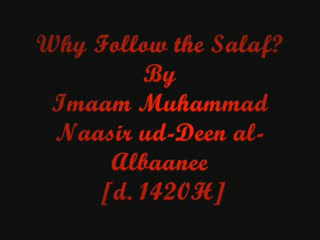 Why Follow the Salaf?
By
Imaam Muhammad
Naasir ud-Deen al-
Albaanee
[d. 1420H]